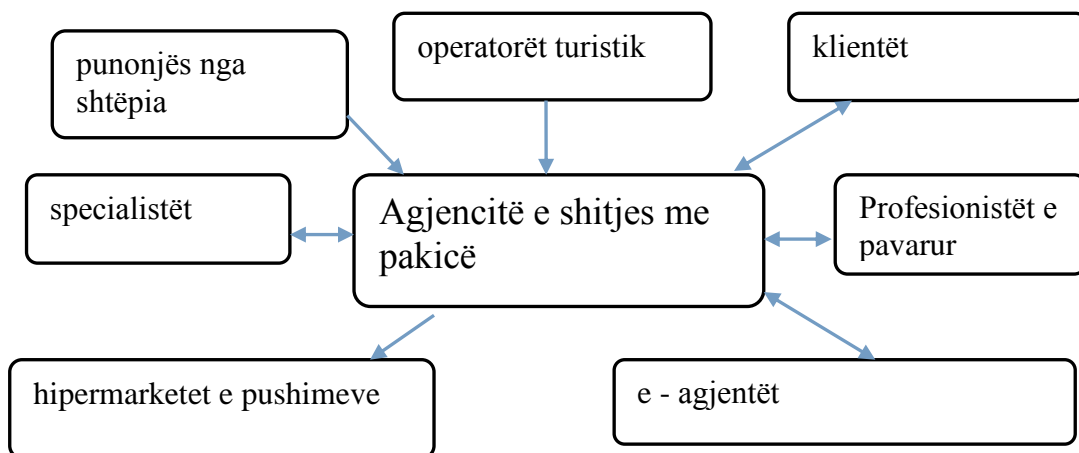 punonjës nga
shtëpia
operatorët turistik
klientët
specialistët
Agjencitë e shitjes me
pakicë
Profesionistët e
pavarur
hipermarketet e pushimeve
e - agjentët